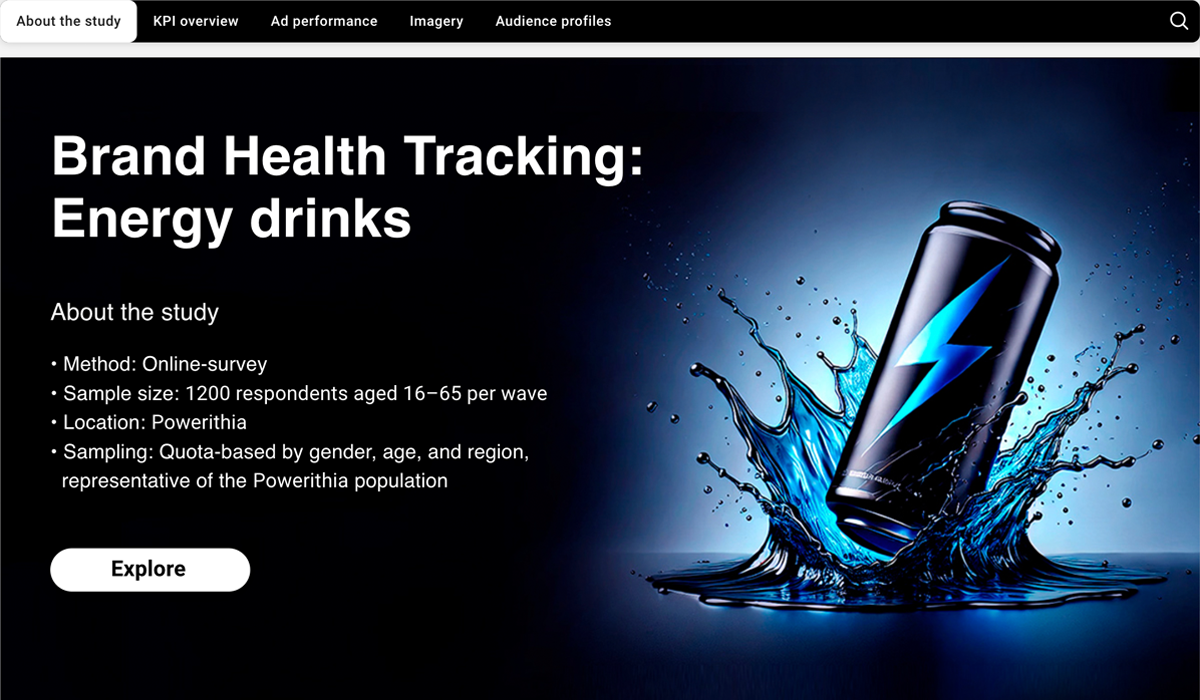 About the study
KPI overview
Ad performance
Imagery
Audience profiles
Brand Health Tracking:
Energy drinks
About the study
• Method: Online-survey
• Sample size: 1200 respondents aged 16–65 per wave
• Location: Powerithia
• Sampling: Quota-based by gender, age, and region,
representative of the Powerithia population
Explore